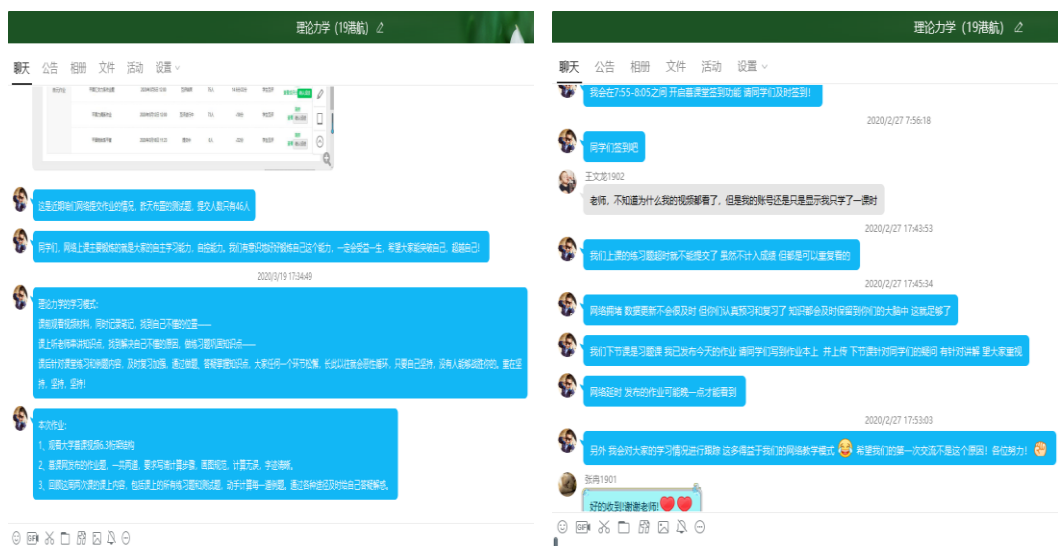 理论力学 (19港航)
聊天 公告 相册 文件 活动 设置
这是近期咱们网络提交作业的情况，昨天布置的测试题，提交人数只有46人
同学们，网络上课主要锻炼的就是大家的自主学习能力、自控能力。我们有意识地好好锻炼自己这个能力，一定会受益一生，希望大家能突破自己、超越自己！
2020/3/19 17:34:49
理论力学的学习模式：
课前观看视频材料，同时记录笔记，找到自己不懂的位置——
课上听老师串讲知识点，找到解决自己不懂的原因，做练习题巩固知识点——
课后针对课堂练习和例题内容，及时复习加强，通过做题、答疑掌握知识点，大家任何一个环节松懈，长此以往就会恶性循环，只要自己坚持，没有人能够战胜你的。重在坚
持，坚持，坚持！
本次作业：
1、观看大学慕课视频6.3桁架结构
2、慕课网发布的作业题，一共两道，要求写清计算步骤，画图规范，计算无误，字迹清晰。
3、回顾这周两次课的课上内容，包括课上的所有练习题和测试题，动手计算每一道例题。通过各种途径及时给自己答疑解惑。
理论力学 (19港航)
聊天 公告 相册 文件 活动 设置
我会在7:55-8:05之间 开启慕课堂签到功能 请同学们及时签到！
2020/2/27 7:56:18
同学们签到吧
王文龙1902
老师，不知道为什么我的视频都看了，但是我的账号还是只是显示我只学了一课时
2020/2/27 17:43:53
我们上课的练习题超时就不能提交了 虽然不计入成绩 但都是可以重复看的
2020/2/27 17:45:34
网络拥堵 数据更新不会很及时 但你们认真预习和复习了 知识都会及时保留到你们的大脑中 这就足够了
我们下节课是习题课 我已发布今天的作业 请同学们写到作业本上 并上传 下节课针对同学们的疑问 有针对讲解 望大家重视
网络延时 发布的作业可能晚一点才能看到
2020/2/27 17:53:03
另外 我会对大家的学习情况进行跟踪 这多得益于我们的网络教学模式 希望我们的第一次交流不是这个原因！各位努力！
张冉1901
好的收到!谢谢老师!